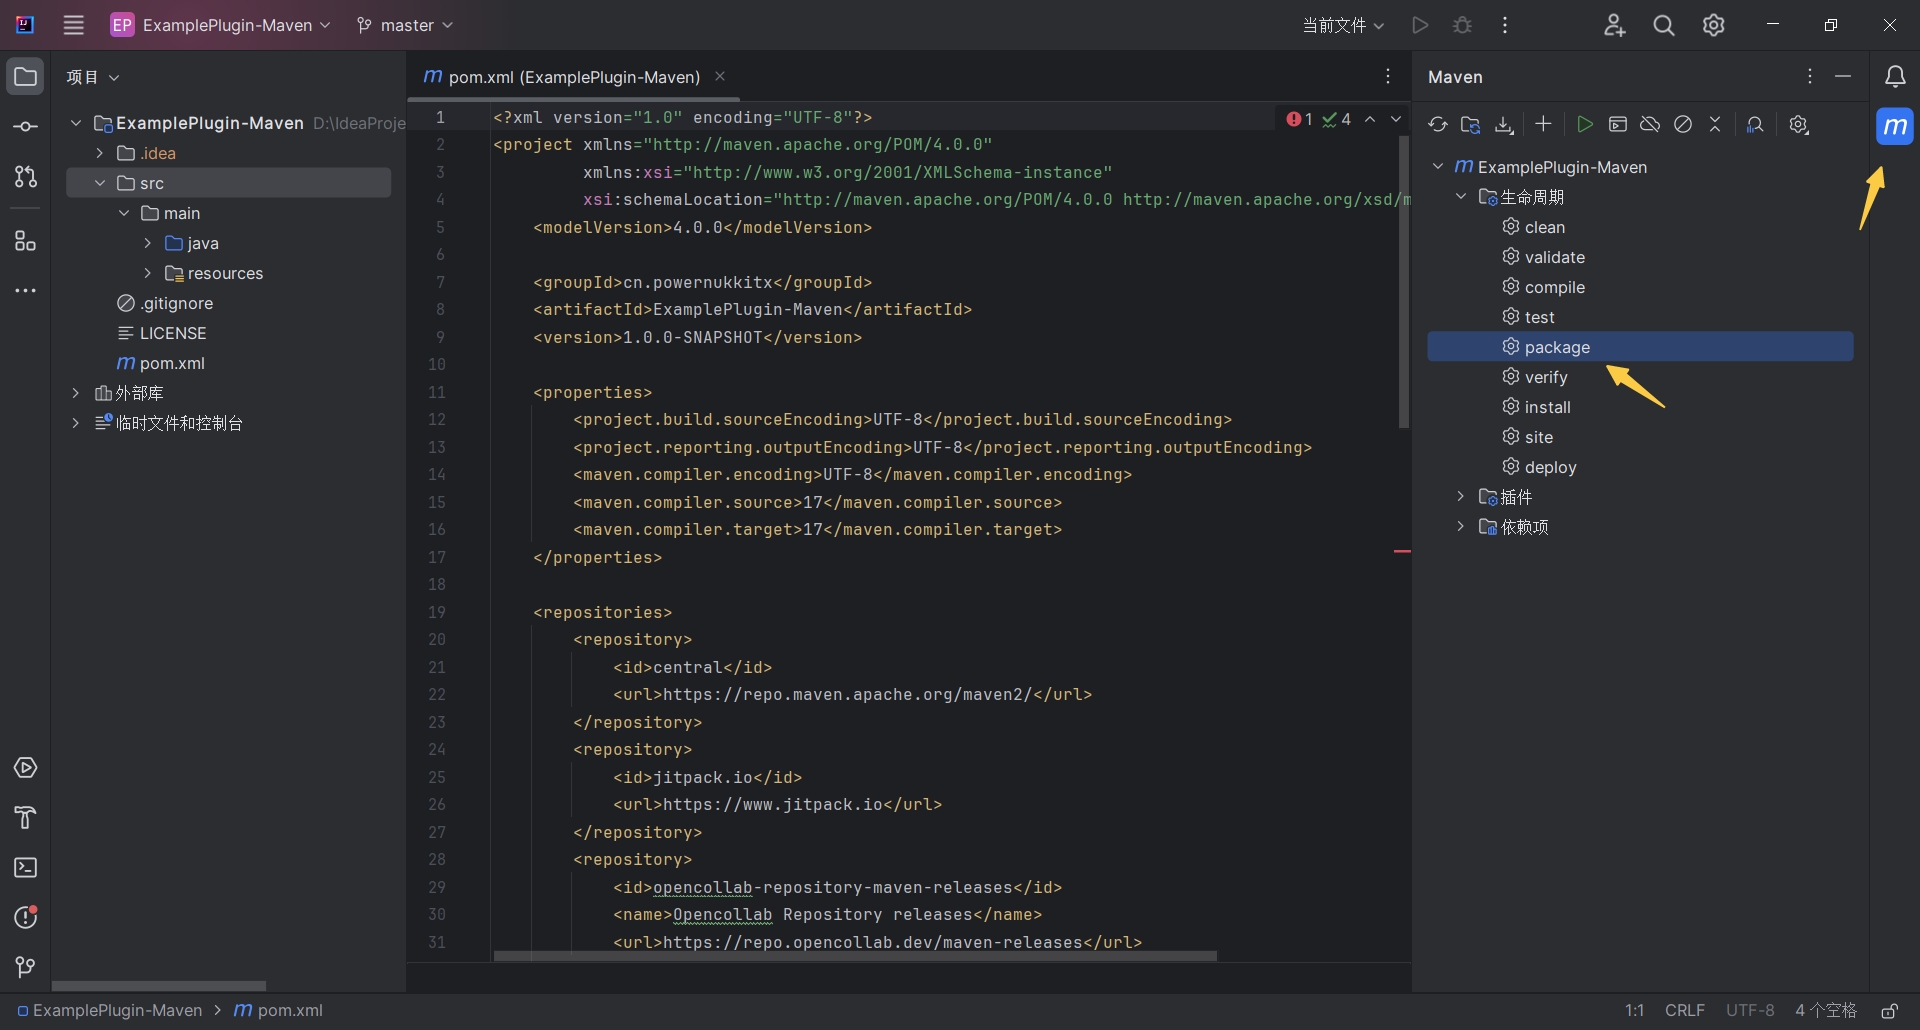 EP ExamplePlugin-Maven master 当前文件
项目
ExamplePlugin-Maven D:\IdeaProje
.idea
src
main
java
resources
.gitignore
LICENSE
m pom.xml
外部库
临时文件和控制台
m pom.xml (ExamplePlugin-Maven)
1 4
1 <?xml version="1.0" encoding="UTF-8"?>
2 <project xmlns="http://maven.apache.org/POM/4.0.0"
3 xmlns:xsi="http://www.w3.org/2001/XMLSchema-instance"
4 xsi:schemaLocation="http://maven.apache.org/POM/4.0.0 http://maven.apache.org/xsd/m
5 <modelVersion>4.0.0</modelVersion>
6
7 <groupId>cn.powernukkitx</groupId>
8 <artifactId>ExamplePlugin-Maven</artifactId>
9 <version>1.0.0-SNAPSHOT</version>
10
11 <properties>
12 <project.build.sourceEncoding>UTF-8</project.build.sourceEncoding>
13 <project.reporting.outputEncoding>UTF-8</project.reporting.outputEncoding>
14 <maven.compiler.encoding>UTF-8</maven.compiler.encoding>
15 <maven.compiler.source>17</maven.compiler.source>
16 <maven.compiler.target>17</maven.compiler.target>
17 </properties>
18
19 <repositories>
20 <repository>
21 <id>central</id>
22 <url>https://repo.maven.apache.org/maven2/</url>
23 </repository>
24 <repository>
25 <id>jitpack.io</id>
26 <url>https://www.jitpack.io</url>
27 </repository>
28 <repository>
29 <id>opencollab-repository-maven-releases</id>
30 <name>Opencollab Repository releases</name>
31 <url>https://repo.opencollab.dev/maven-releases</url>
Maven
m
m ExamplePlugin-Maven
生命周期
clean
validate
compile
test
package
verify
install
site
deploy
插件
依赖项
ExamplePlugin-Maven > m pom.xml
1:1 CRLF UTF-8 4 个空格